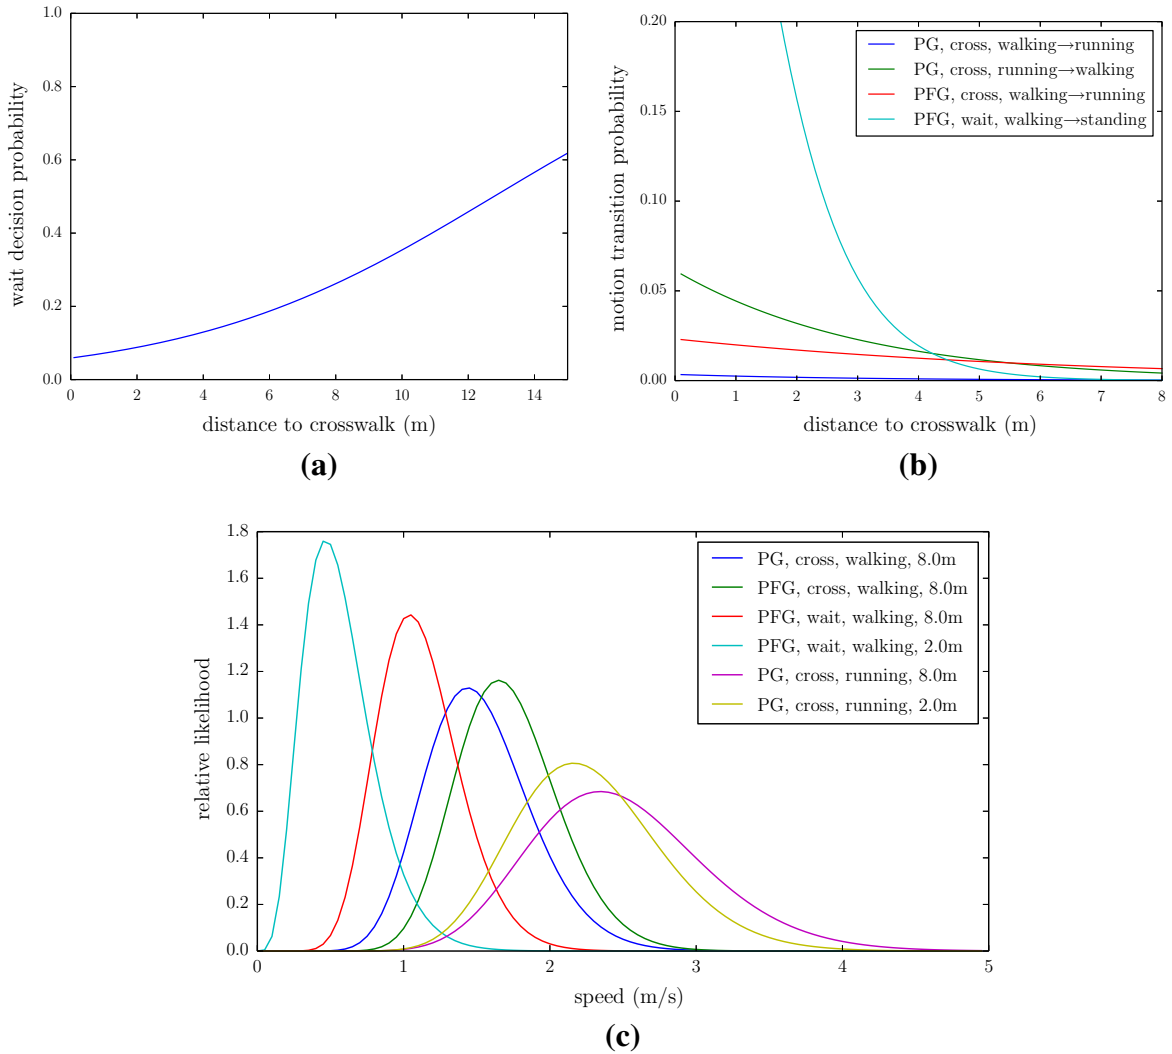 1.0
0.8
0.6
0.4
0.2
0.0
wait decision probability
0 2 4 6 8 10 12 14
distance to crosswalk (m)
(a)
0.20
0.15
0.10
0.05
0.00
motion transition probability
PG, cross, walking→running
PG, cross, running→walking
PFG, cross, walking→running
PFG, wait, walking→standing
0 1 2 3 4 5 6 7 8
distance to crosswalk (m)
(b)
1.8
1.6
1.4
1.2
1.0
0.8
0.6
0.4
0.2
0.0
relative likelihood
PG, cross, walking, 8.0m
PFG, cross, walking, 8.0m
PFG, wait, walking, 8.0m
PFG, wait, walking, 2.0m
PG, cross, running, 8.0m
PG, cross, running, 2.0m
0 1 2 3 4 5
speed (m/s)
(c)